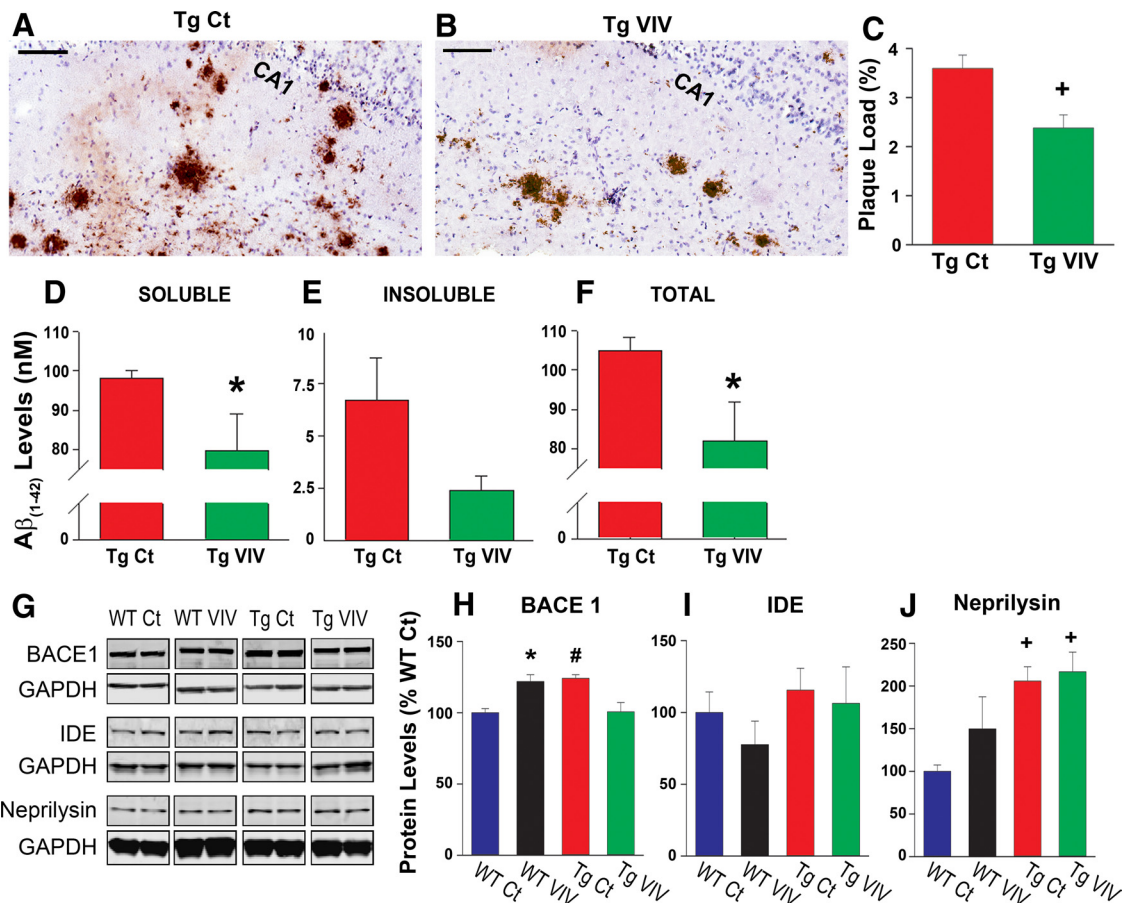 A
Tg Ct
CA1
B
Tg VIV
CA1
C
Plaque Load (%)
4
3
2
1
0
+
Tg Ct
Tg VIV
Aβ(1-42) Levels (nM)
D
SOLUBLE
110
100
90
80
0
*
Tg Ct
Tg VIV
E
INSOLUBLE
10
7.5
5
2.5
0
Tg Ct
Tg VIV
F
TOTAL
110
100
90
80
0
*
Tg Ct
Tg VIV
G
WT Ct
WT VIV
Tg Ct
Tg VIV
BACE1
GAPDH
IDE
GAPDH
Neprilysin
GAPDH
Protein Levels (% WT Ct)
H
BACE 1
150
100
50
0
*
#
WT Ct
WT VIV
Tg Ct
Tg VIV
I
IDE
150
100
50
0
WT Ct
WT VIV
Tg Ct
Tg VIV
J
Neprilysin
250
200
150
100
50
0
+
+
WT Ct
WT VIV
Tg Ct
Tg VIV